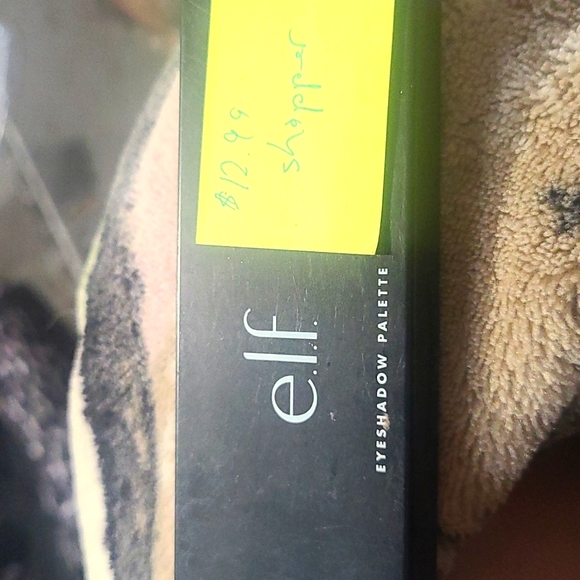 $12.99
shopper
e.l.f.
EYESHADOW PALETTE